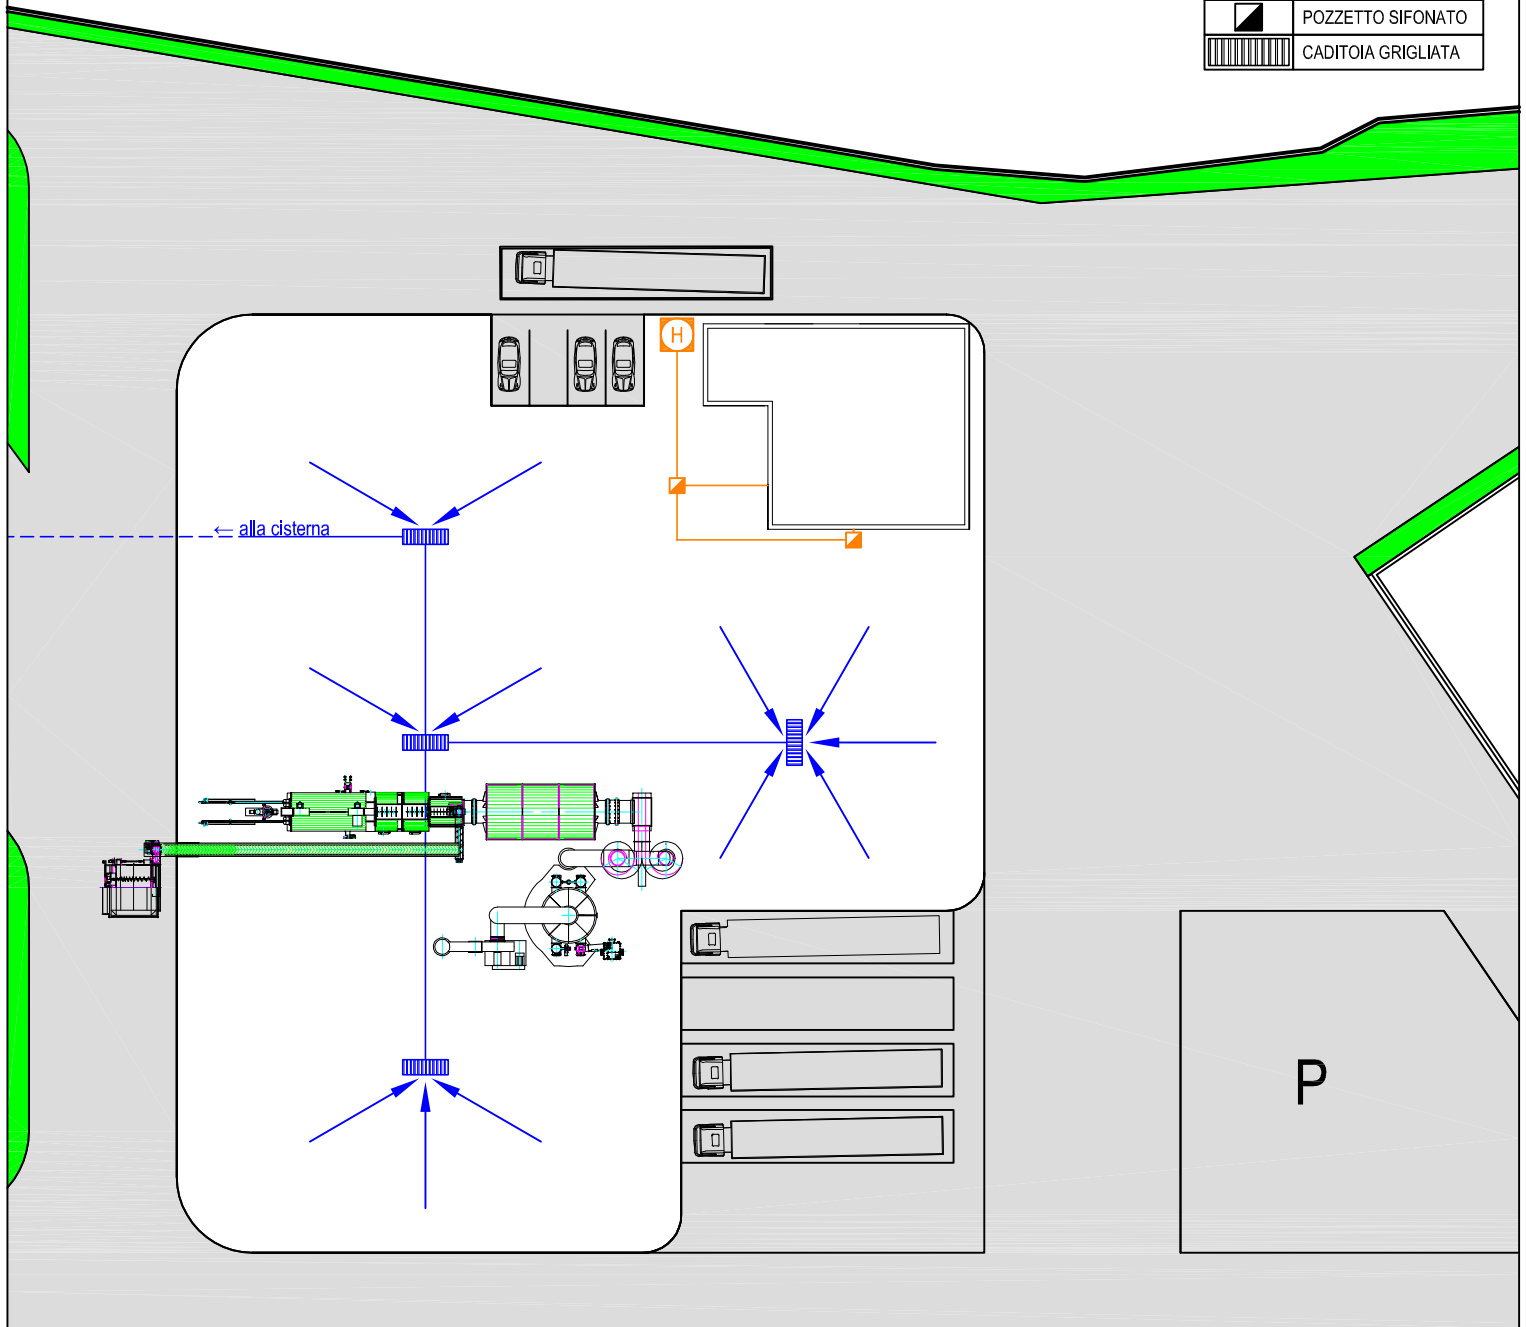 POZZETTO SIFONATO
CADITOIA GRIGLIATA
H
← alla cisterna
P